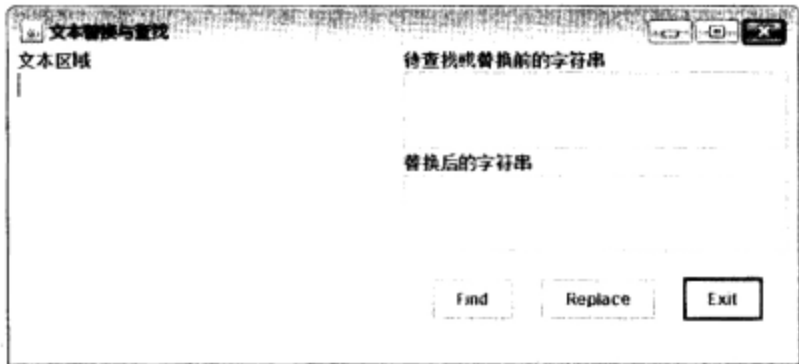 文本替换与查找
文本区域
待查找或替换前的字符串
替换后的字符串
Find
Replace
Exit